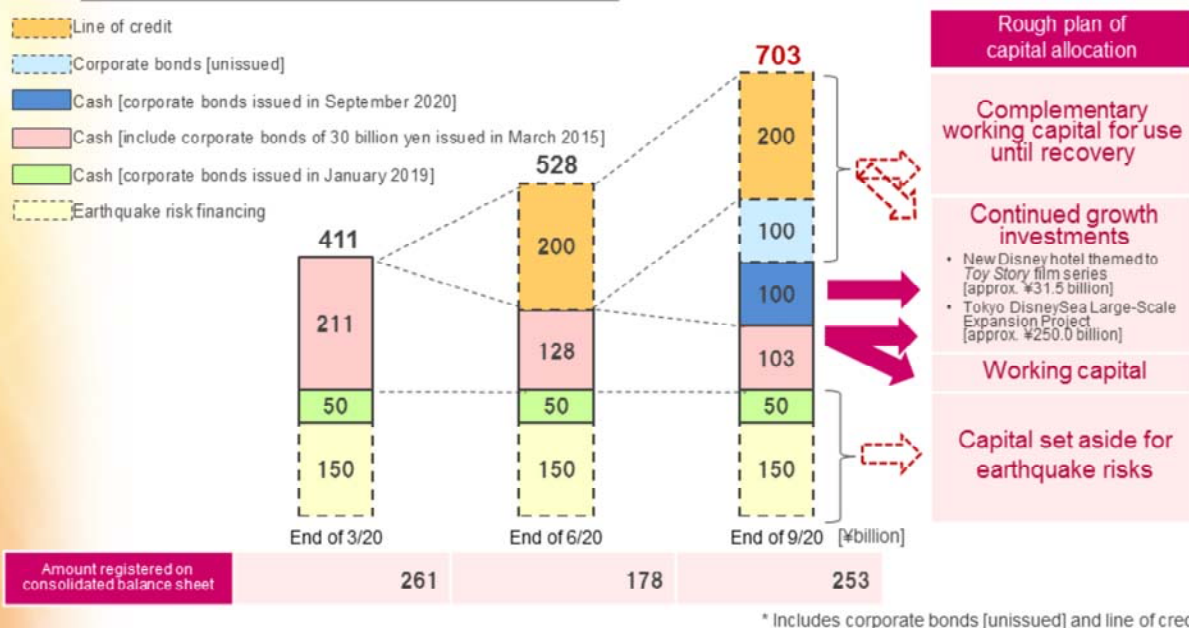 Line of credit
Corporate bonds [unissued]
Cash [corporate bonds issued in September 2020]
Cash [include corporate bonds of 30 billion yen issued in March 2015]
Cash [corporate bonds issued in January 2019]
Earthquake risk financing
411
211
50
150
528
200
128
50
150
703
200
100
100
103
50
150
End of 3/20
End of 6/20
End of 9/20
[¥billion]
Rough plan of
capital allocation
Complementary
working capital for use
until recovery
Continued growth
investments
• New Disney hotel themed to
Toy Story film series
[approx. ¥31.5 billion]
• Tokyo DisneySea Large-Scale
Expansion Project
[approx. ¥250.0 billion]
Working capital
Capital set aside for
earthquake risks
Amount registered on
consolidated balance sheet
261
178
253
* Includes corporate bonds [unissued] and line of